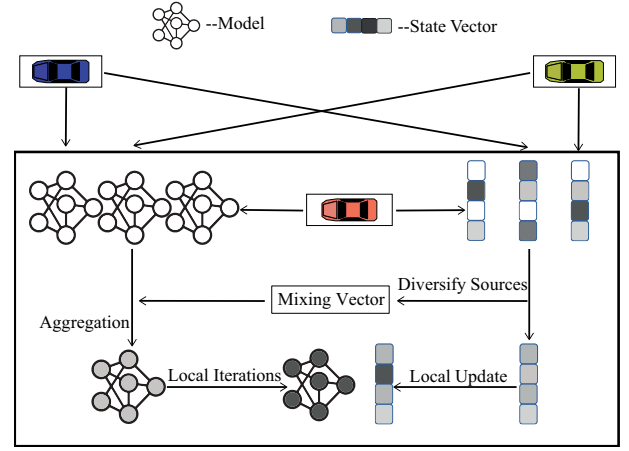 --Model
--State Vector
Mixing Vector
Diversify Sources
Aggregation
Local Iterations
Local Update